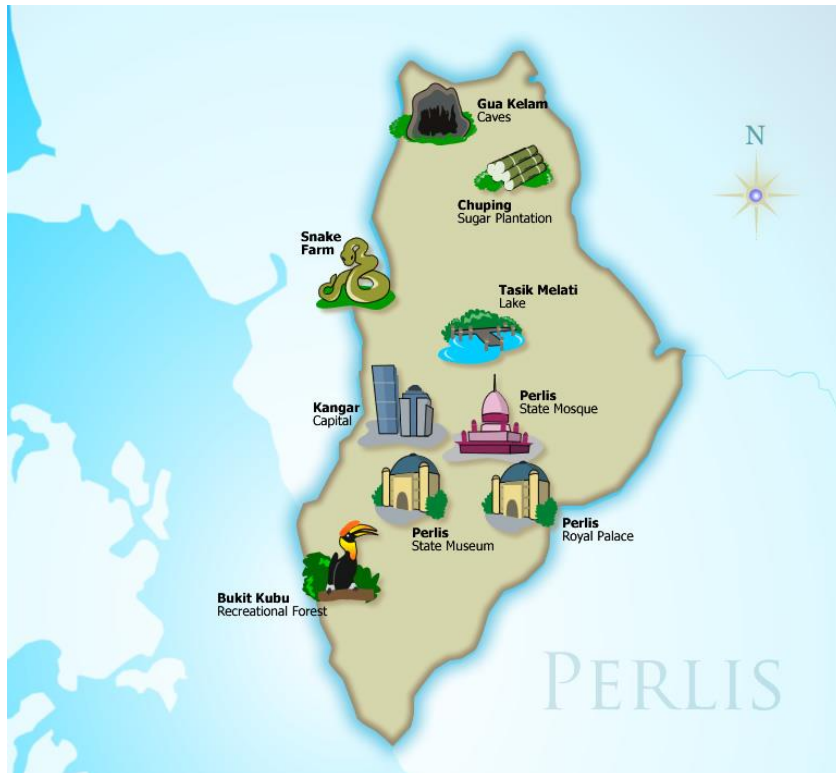 Gua Kelam
Caves
N
Chuping
Sugar Plantation
Snake
Farm
Tasik Melati
Lake
Kangar
Capital
Perlis
State Mosque
Perlis
State Museum
Perlis
Royal Palace
Bukit Kubu
Recreational Forest
PERLIS